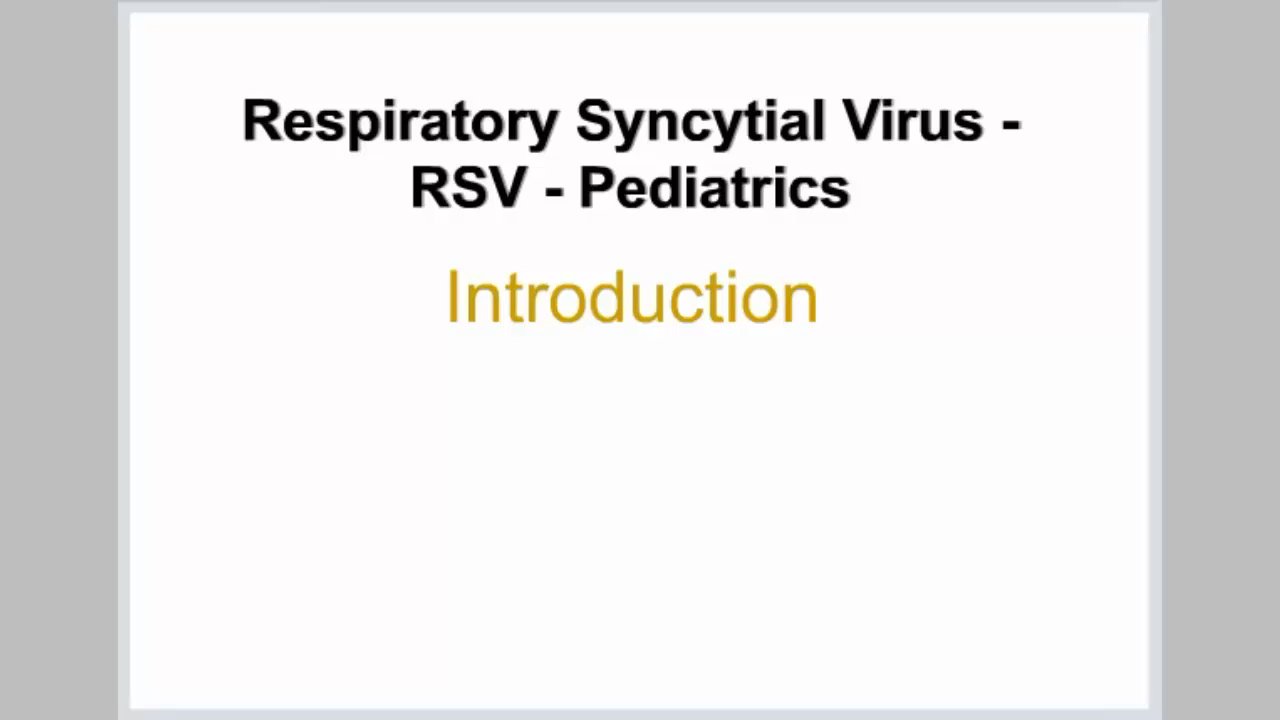 Respiratory Syncytial Virus -
RSV - Pediatrics
Introduction